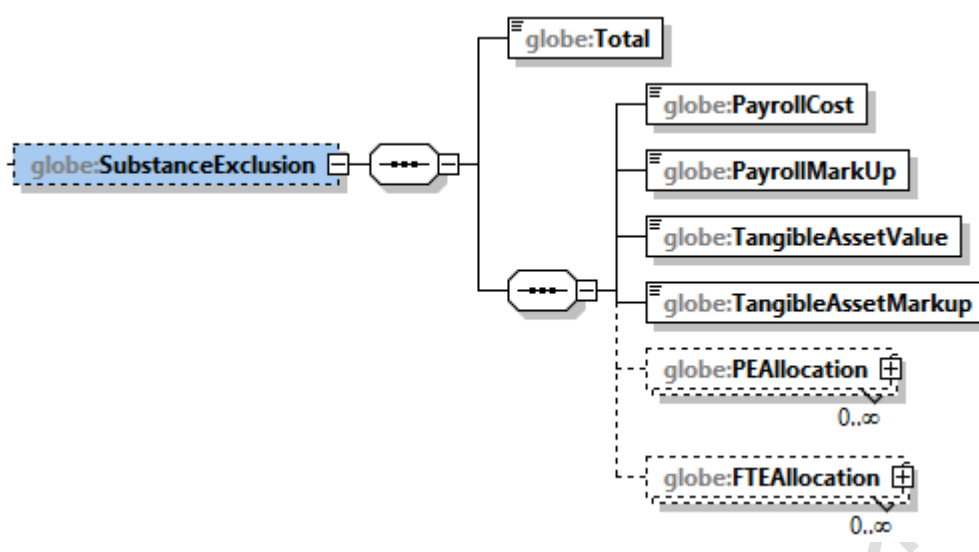 globe:Total
globe:PayrollCost
globe:SubstanceExclusion
globe:PayrollMarkUp
globe:TangibleAssetValue
globe:TangibleAssetMarkup
globe:PEAllocation
0..∞
globe:FTEAllocation
0..∞